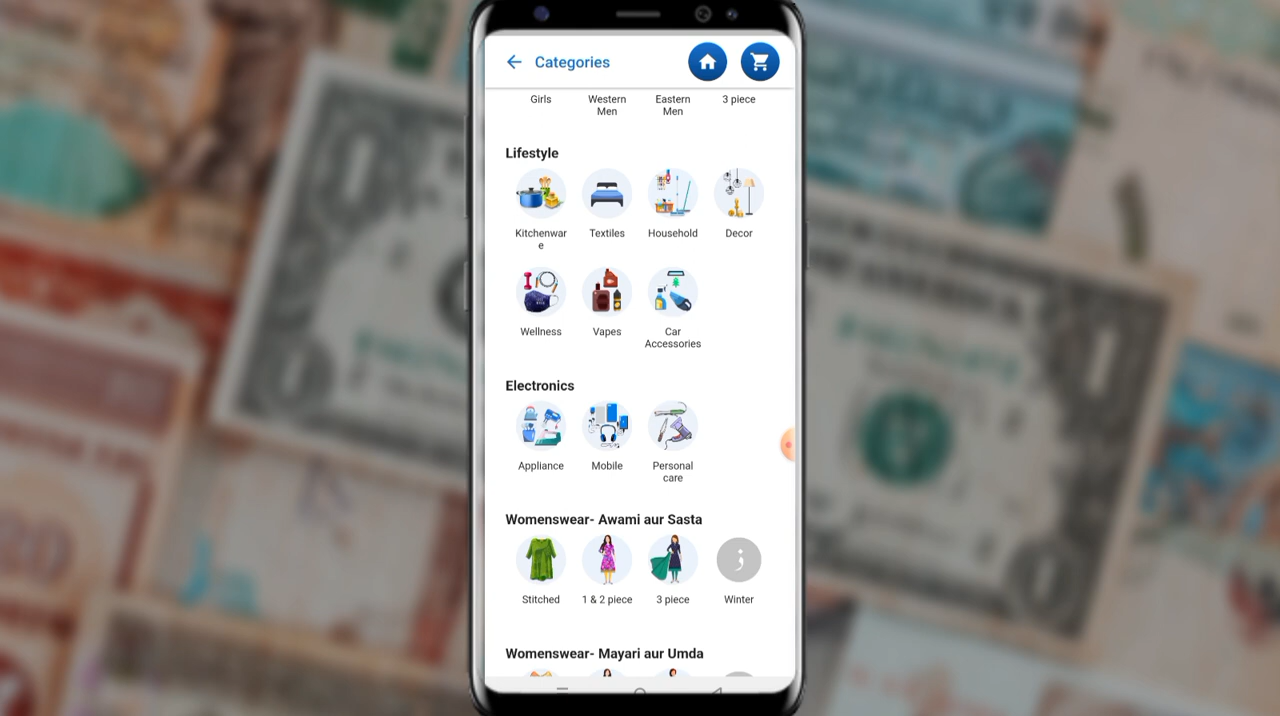 Categories
Girls
Western
Men
Eastern
Men
3 piece
Lifestyle
Kitchenwar
e
Textiles
Household
Decor
Wellness
Vapes
Car
Accessories
Electronics
Appliance
Mobile
Personal
care
Womenswear- Awami aur Sasta
Stitched
1 & 2 piece
3 piece
Winter
Womenswear- Mayari aur Umda